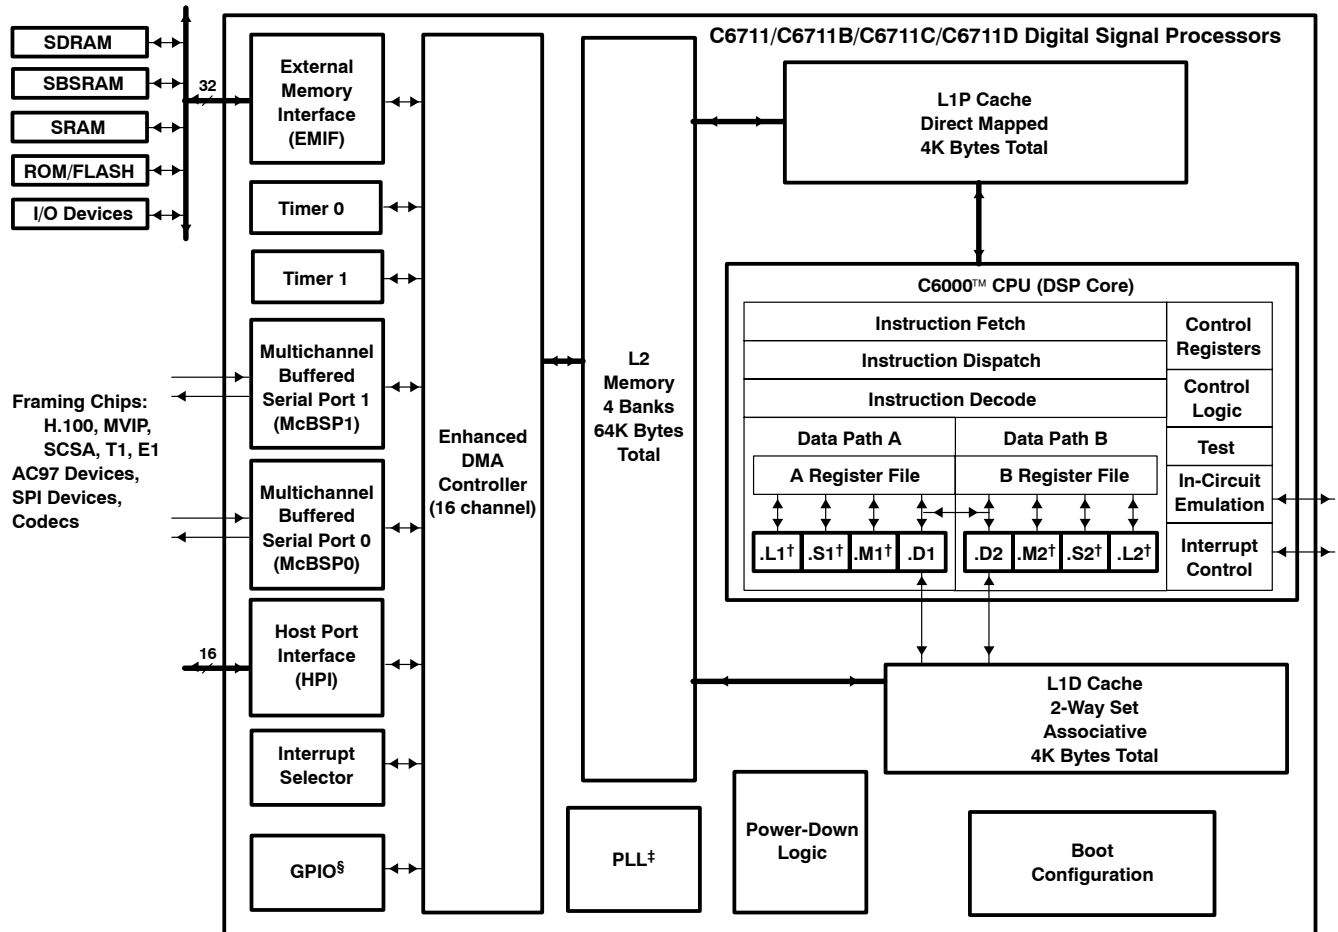 C6711/C6711B/C6711C/C6711D Digital Signal Processors
SDRAM
SBSRAM
SRAM
ROM/FLASH
I/O Devices
32
External
Memory
Interface
(EMIF)
Timer 0
Timer 1
Framing Chips:
H.100, MVIP,
SCSA, T1, E1
AC97 Devices,
SPI Devices,
Codecs
Multichannel
Buffered
Serial Port 1
(McBSP1)
Multichannel
Buffered
Serial Port 0
(McBSP0)
16
Host Port
Interface
(HPI)
Interrupt
Selector
GPIO§
Enhanced
DMA
Controller
(16 channel)
L2
Memory
4 Banks
64K Bytes
Total
PLL‡
L1P Cache
Direct Mapped
4K Bytes Total
C6000™ CPU (DSP Core)
Instruction Fetch
Instruction Dispatch
Instruction Decode
Data Path A
Data Path B
A Register File
B Register File
.L1†
.S1†
.M1†
.D1
.D2
.M2†
.S2†
.L2†
Control
Registers
Control
Logic
Test
In-Circuit
Emulation
Interrupt
Control
L1D Cache
2-Way Set
Associative
4K Bytes Total
Power-Down
Logic
Boot
Configuration